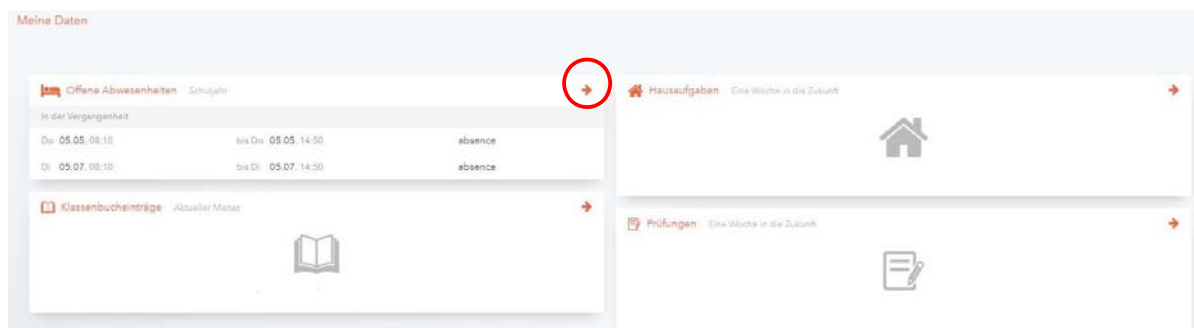 Meine Daten
Offene Abwesenheiten Schuljahr
In der Vergangenheit
Do 05.05. 08:10 bis Do 05.05. 14:50 absence
Di 05.07. 08:10 bis Di 05.07. 14:50 absence
Klassenbucheinträge Aktueller Monat
Hausaufgaben Eine Woche in die Zukunft
Prüfungen Eine Woche in die Zukunft